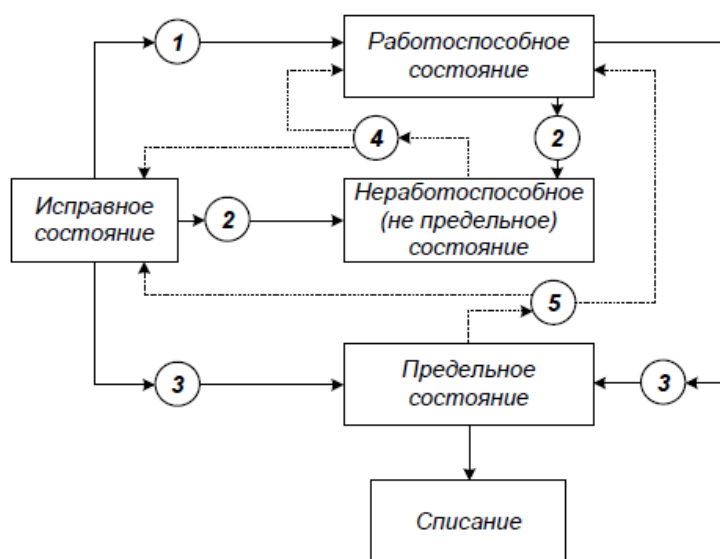 1
Работоспособное
состояние
4
2
Исправное
состояние
2
Неработоспособное
(не предельное)
состояние
5
3
Предельное
состояние
3
Списание